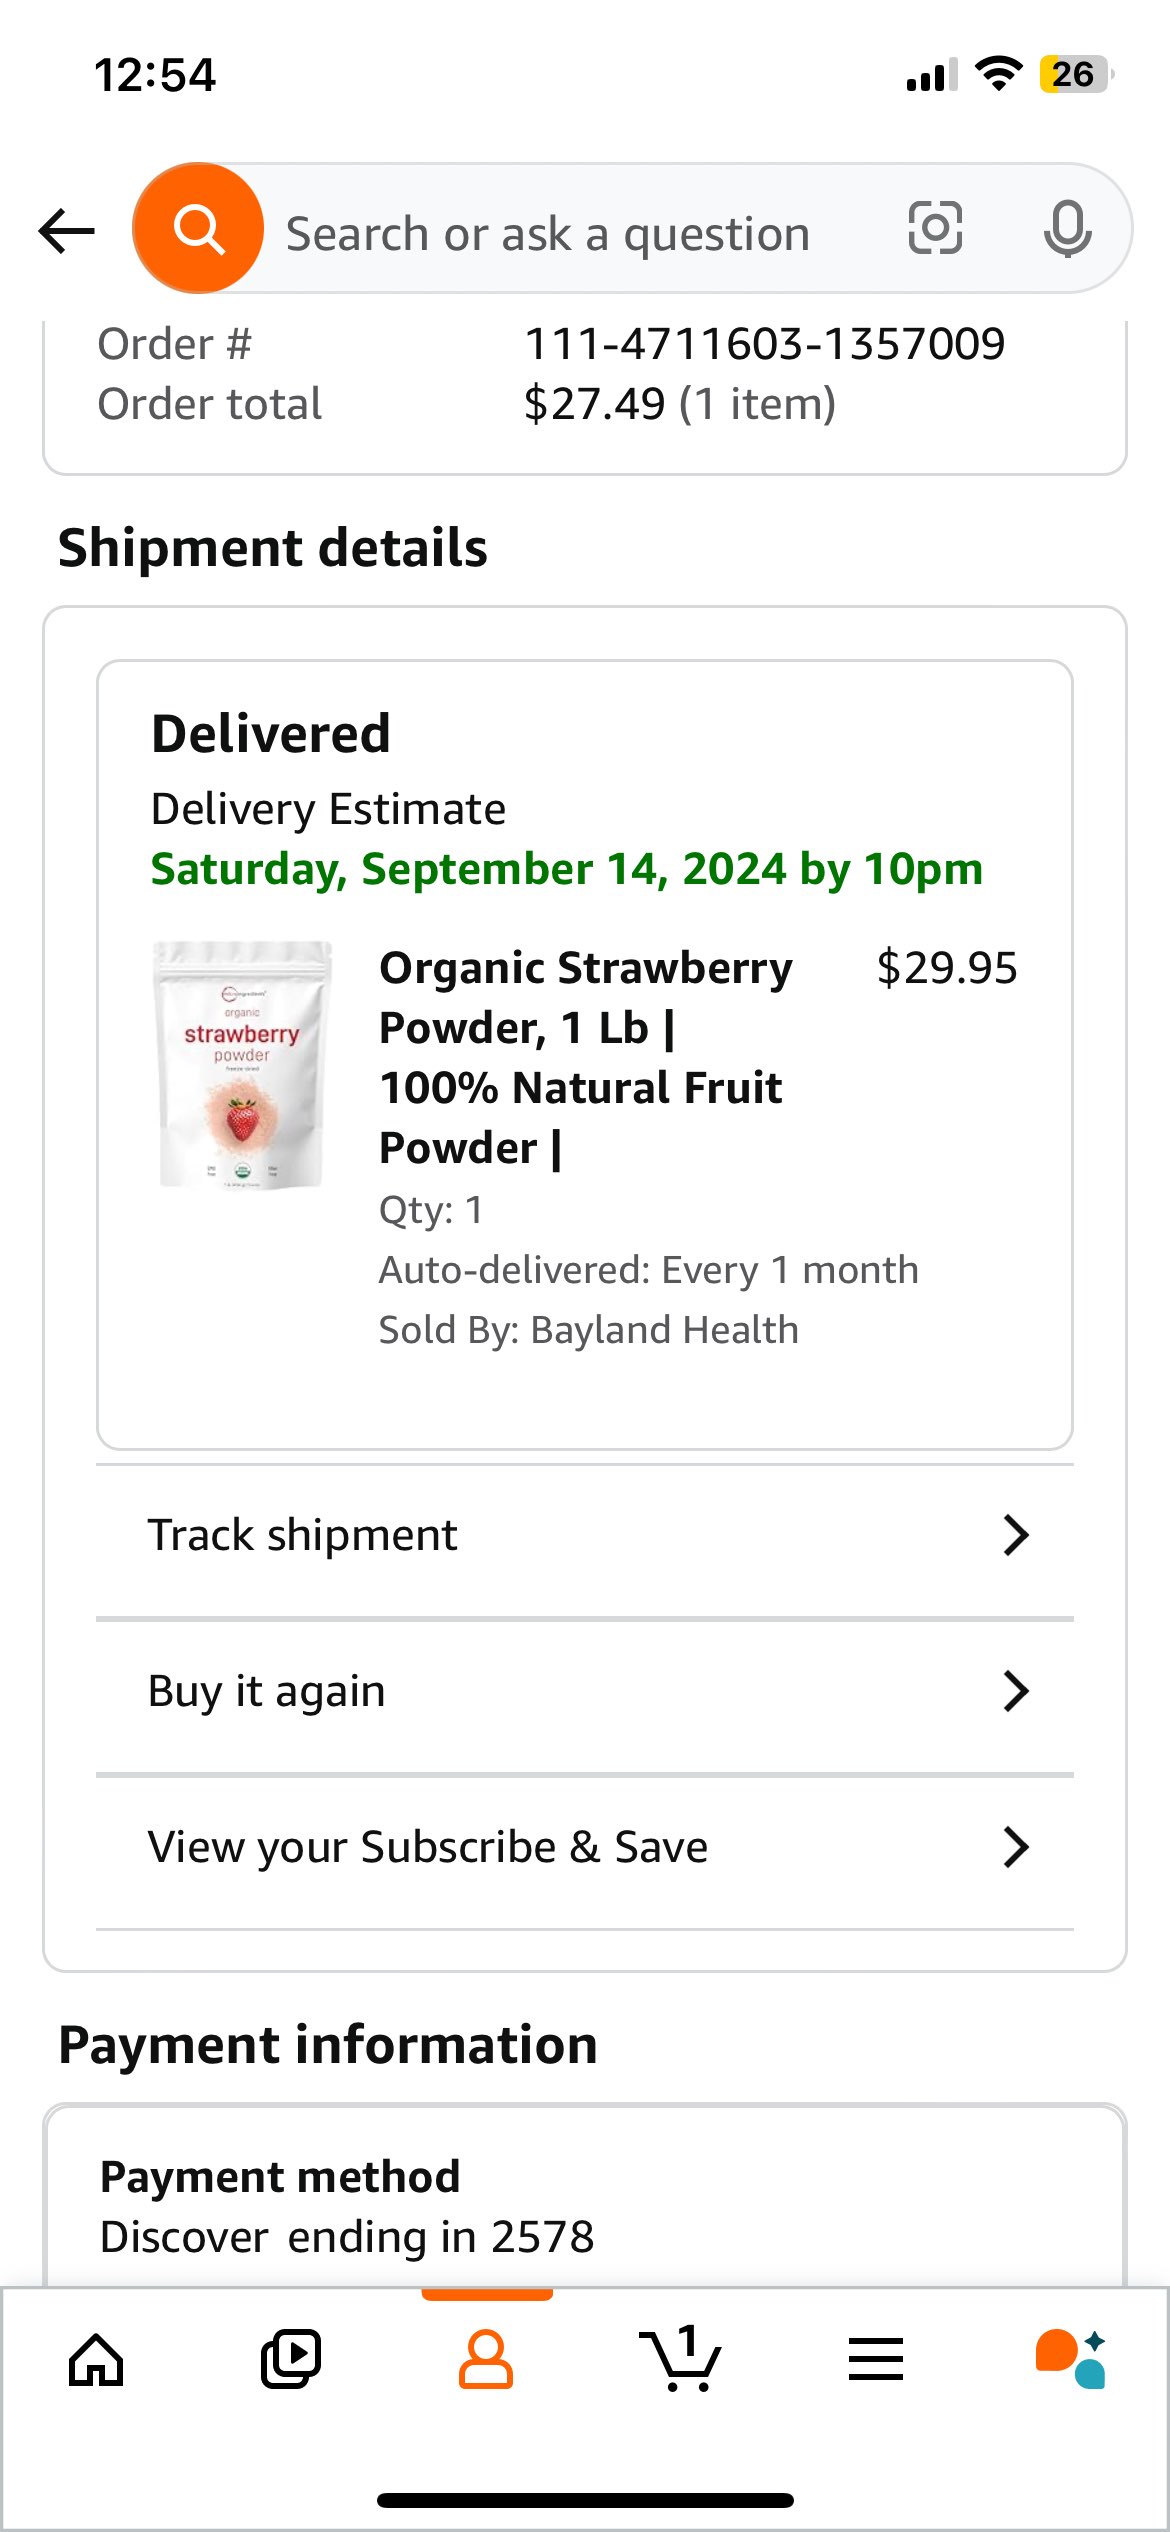 12:54
26
Search or ask a question
Order # 111-4711603-1357009
Order total $27.49 (1 item)
Shipment details
Delivered
Delivery Estimate
Saturday, September 14, 2024 by 10pm
organic
strawberry
powder
freeze dried
Organic Strawberry $29.95
Powder, 1 Lb |
100% Natural Fruit
Powder |
Qty: 1
Auto-delivered: Every 1 month
Sold By: Bayland Health
Track shipment
Buy it again
View your Subscribe & Save
Payment information
Payment method
Discover ending in 2578
1